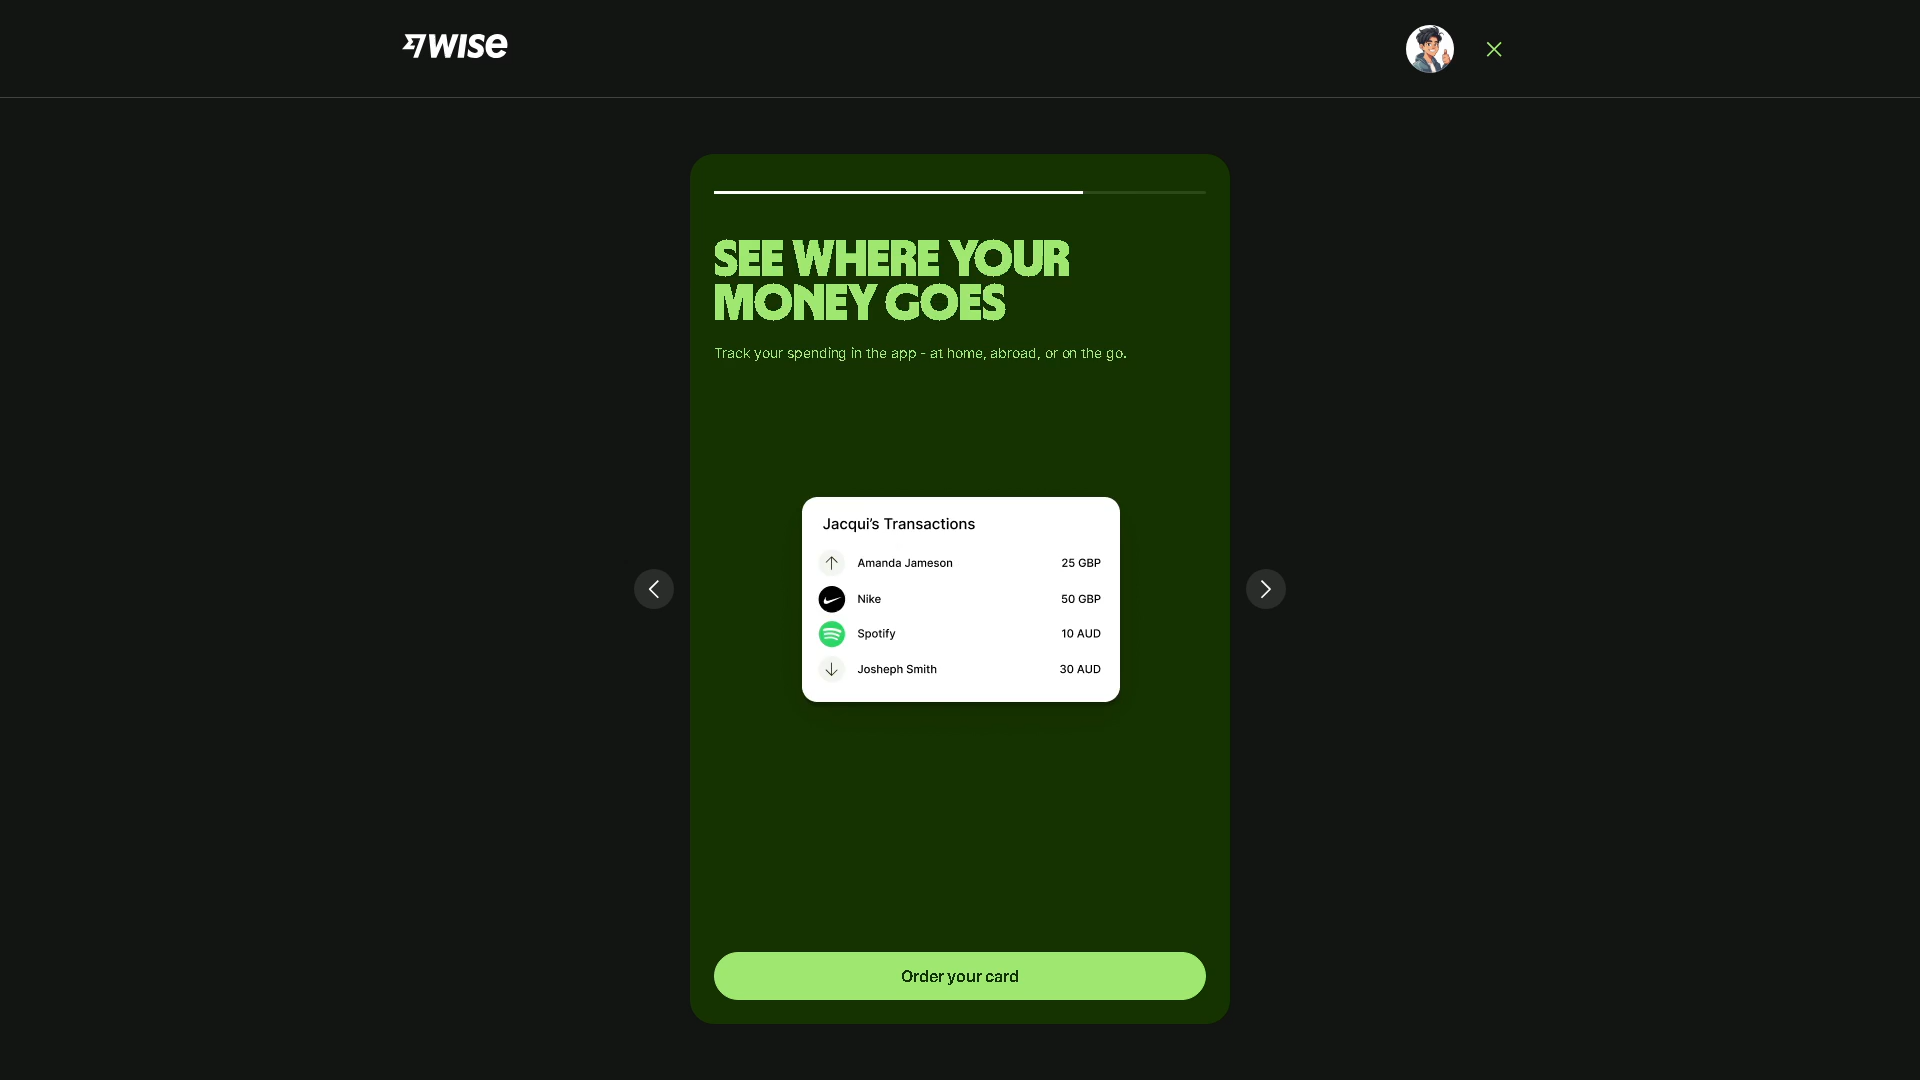 WISE
SEE WHERE YOUR
MONEY GOES
Track your spending in the app - at home, abroad, or on the go.
Jacqui's Transactions
Amanda Jameson 25 GBP
Nike 50 GBP
Spotify 10 AUD
Josheph Smith 30 AUD
Order your card